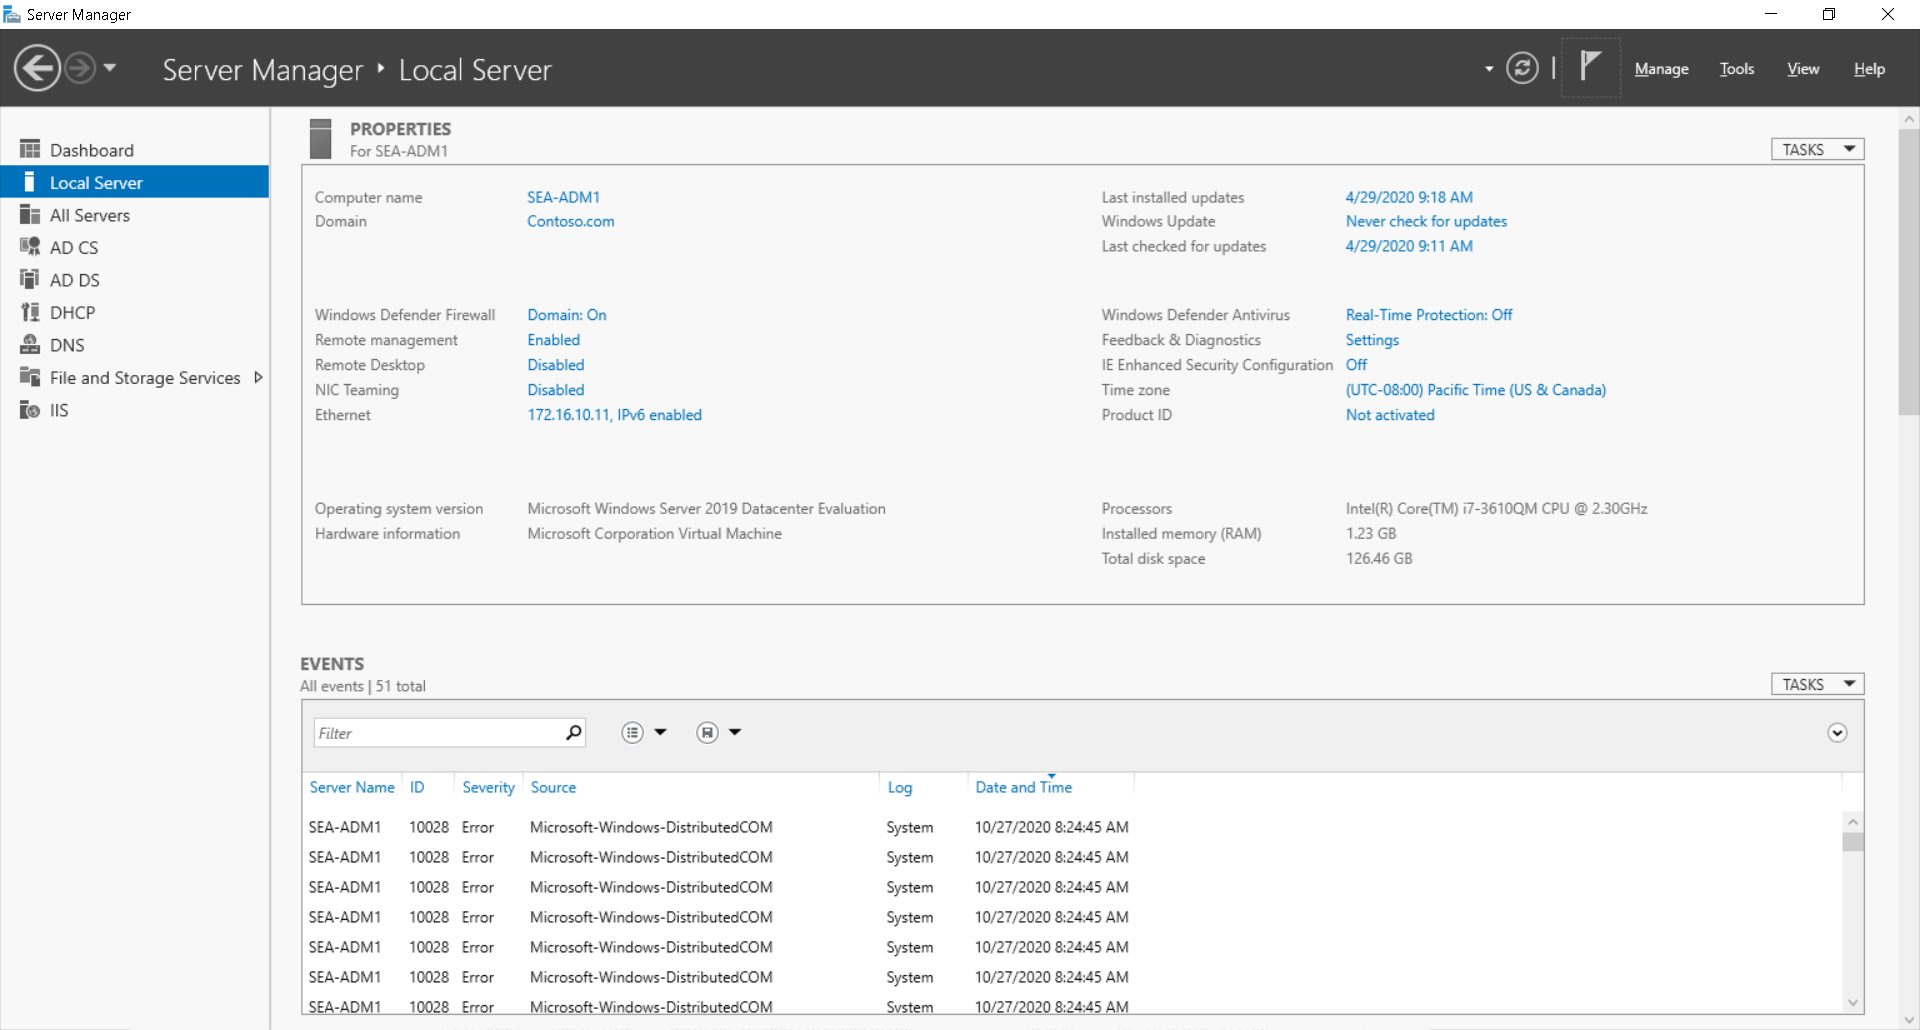 Server Manager
Server Manager ‣ Local Server
Manage Tools View Help
Dashboard
Local Server
All Servers
AD CS
AD DS
DHCP
DNS
File and Storage Services
IIS
PROPERTIES
For SEA-ADM1
TASKS
Computer name SEA-ADM1
Domain Contoso.com
Last installed updates 4/29/2020 9:18 AM
Windows Update Never check for updates
Last checked for updates 4/29/2020 9:11 AM
Windows Defender Firewall Domain: On
Remote management Enabled
Remote Desktop Disabled
NIC Teaming Disabled
Ethernet 172.16.10.11, IPv6 enabled
Windows Defender Antivirus Real-Time Protection: Off
Feedback & Diagnostics Settings
IE Enhanced Security Configuration Off
Time zone (UTC-08:00) Pacific Time (US & Canada)
Product ID Not activated
Operating system version Microsoft Windows Server 2019 Datacenter Evaluation
Hardware information Microsoft Corporation Virtual Machine
Processors Intel(R) Core(TM) i7-3610QM CPU @ 2.30GHz
Installed memory (RAM) 1.23 GB
Total disk space 126.46 GB
EVENTS
All events | 51 total
TASKS
Filter
Server Name ID Severity Source Log Date and Time
SEA-ADM1 10028 Error Microsoft-Windows-DistributedCOM System 10/27/2020 8:24:45 AM
SEA-ADM1 10028 Error Microsoft-Windows-DistributedCOM System 10/27/2020 8:24:45 AM
SEA-ADM1 10028 Error Microsoft-Windows-DistributedCOM System 10/27/2020 8:24:45 AM
SEA-ADM1 10028 Error Microsoft-Windows-DistributedCOM System 10/27/2020 8:24:45 AM
SEA-ADM1 10028 Error Microsoft-Windows-DistributedCOM System 10/27/2020 8:24:45 AM
SEA-ADM1 10028 Error Microsoft-Windows-DistributedCOM System 10/27/2020 8:24:45 AM
SEA-ADM1 10028 Error Microsoft-Windows-DistributedCOM System 10/27/2020 8:24:45 AM